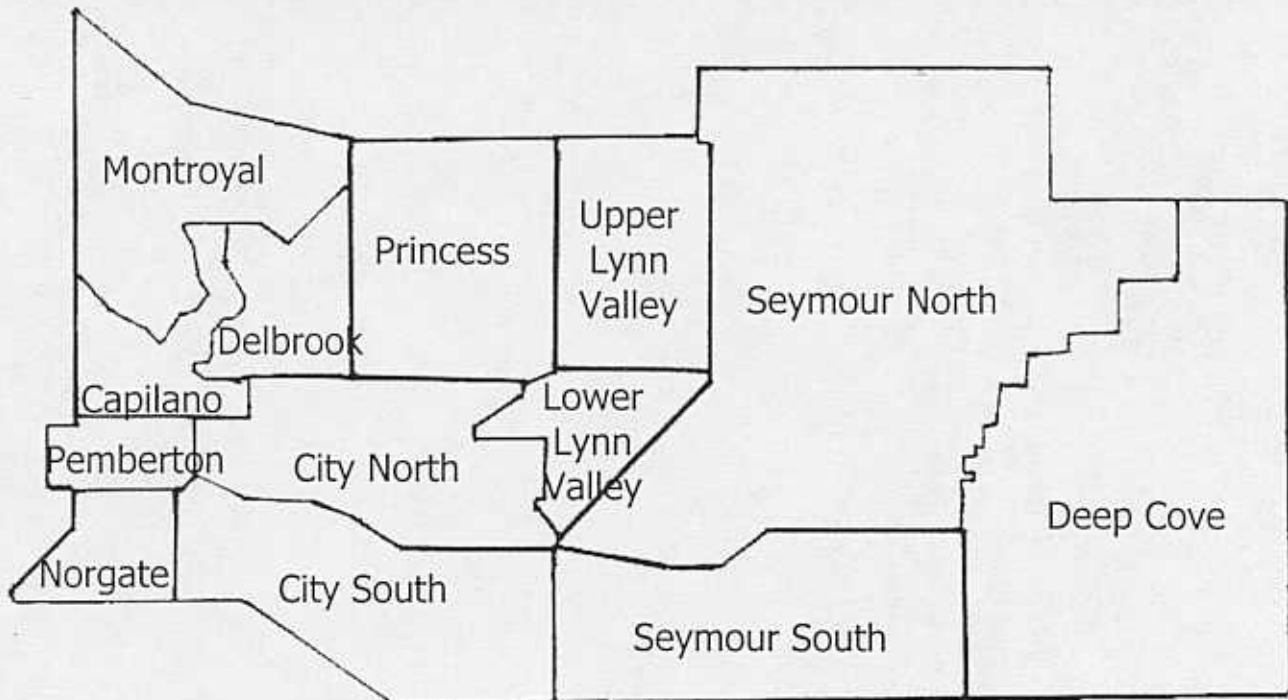 Montroyal
Princess
Upper
Lynn
Valley
Seymour North
Delbrook
Capilano
Lower
Lynn
Valley
Pemberton
City North
Deep Cove
Norgate
City South
Seymour South